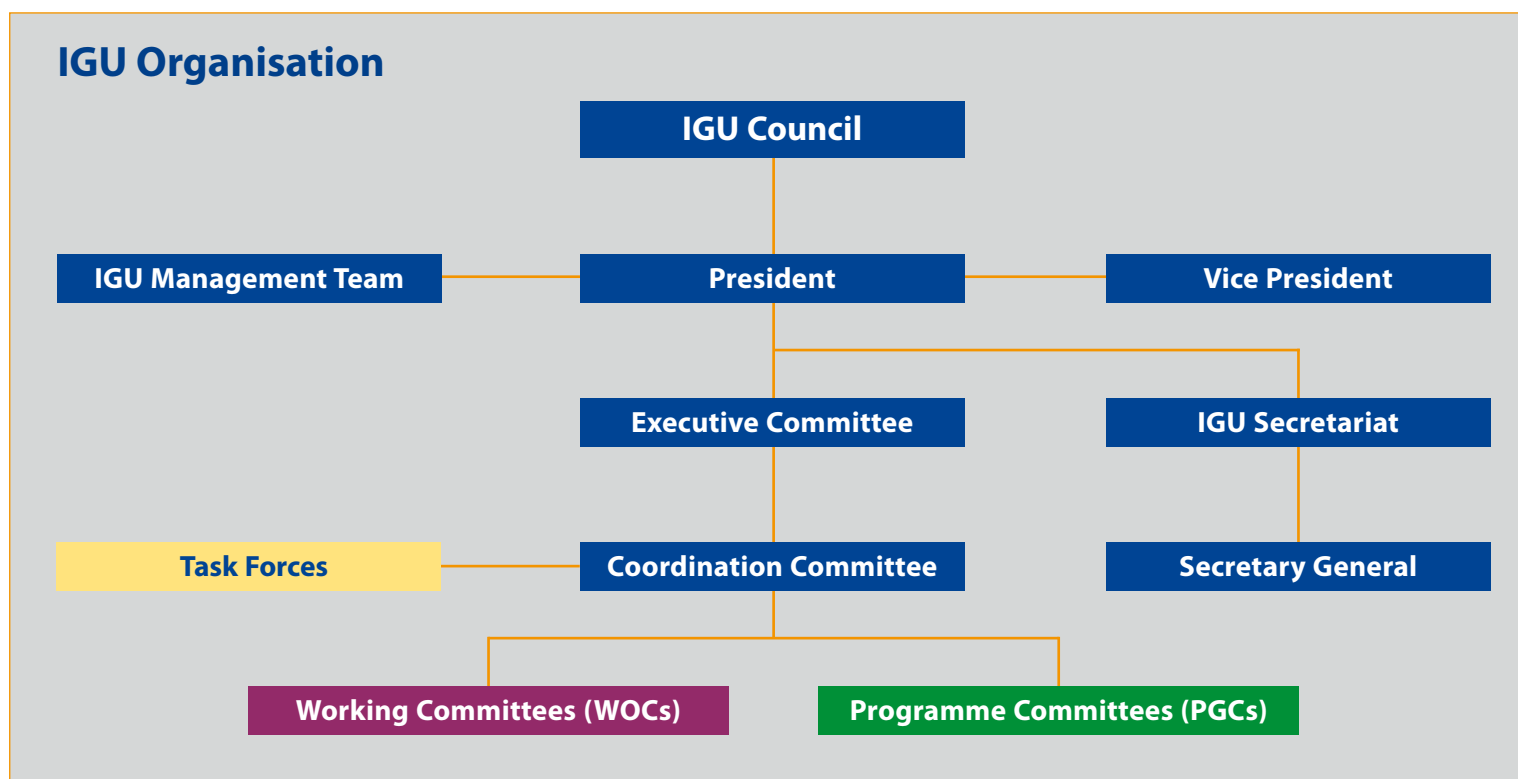 IGU Organisation
IGU Council
IGU Management Team
President
Vice President
Executive Committee
IGU Secretariat
Task Forces
Coordination Committee
Secretary General
Working Committees (WOCs)
Programme Committees (PGCs)